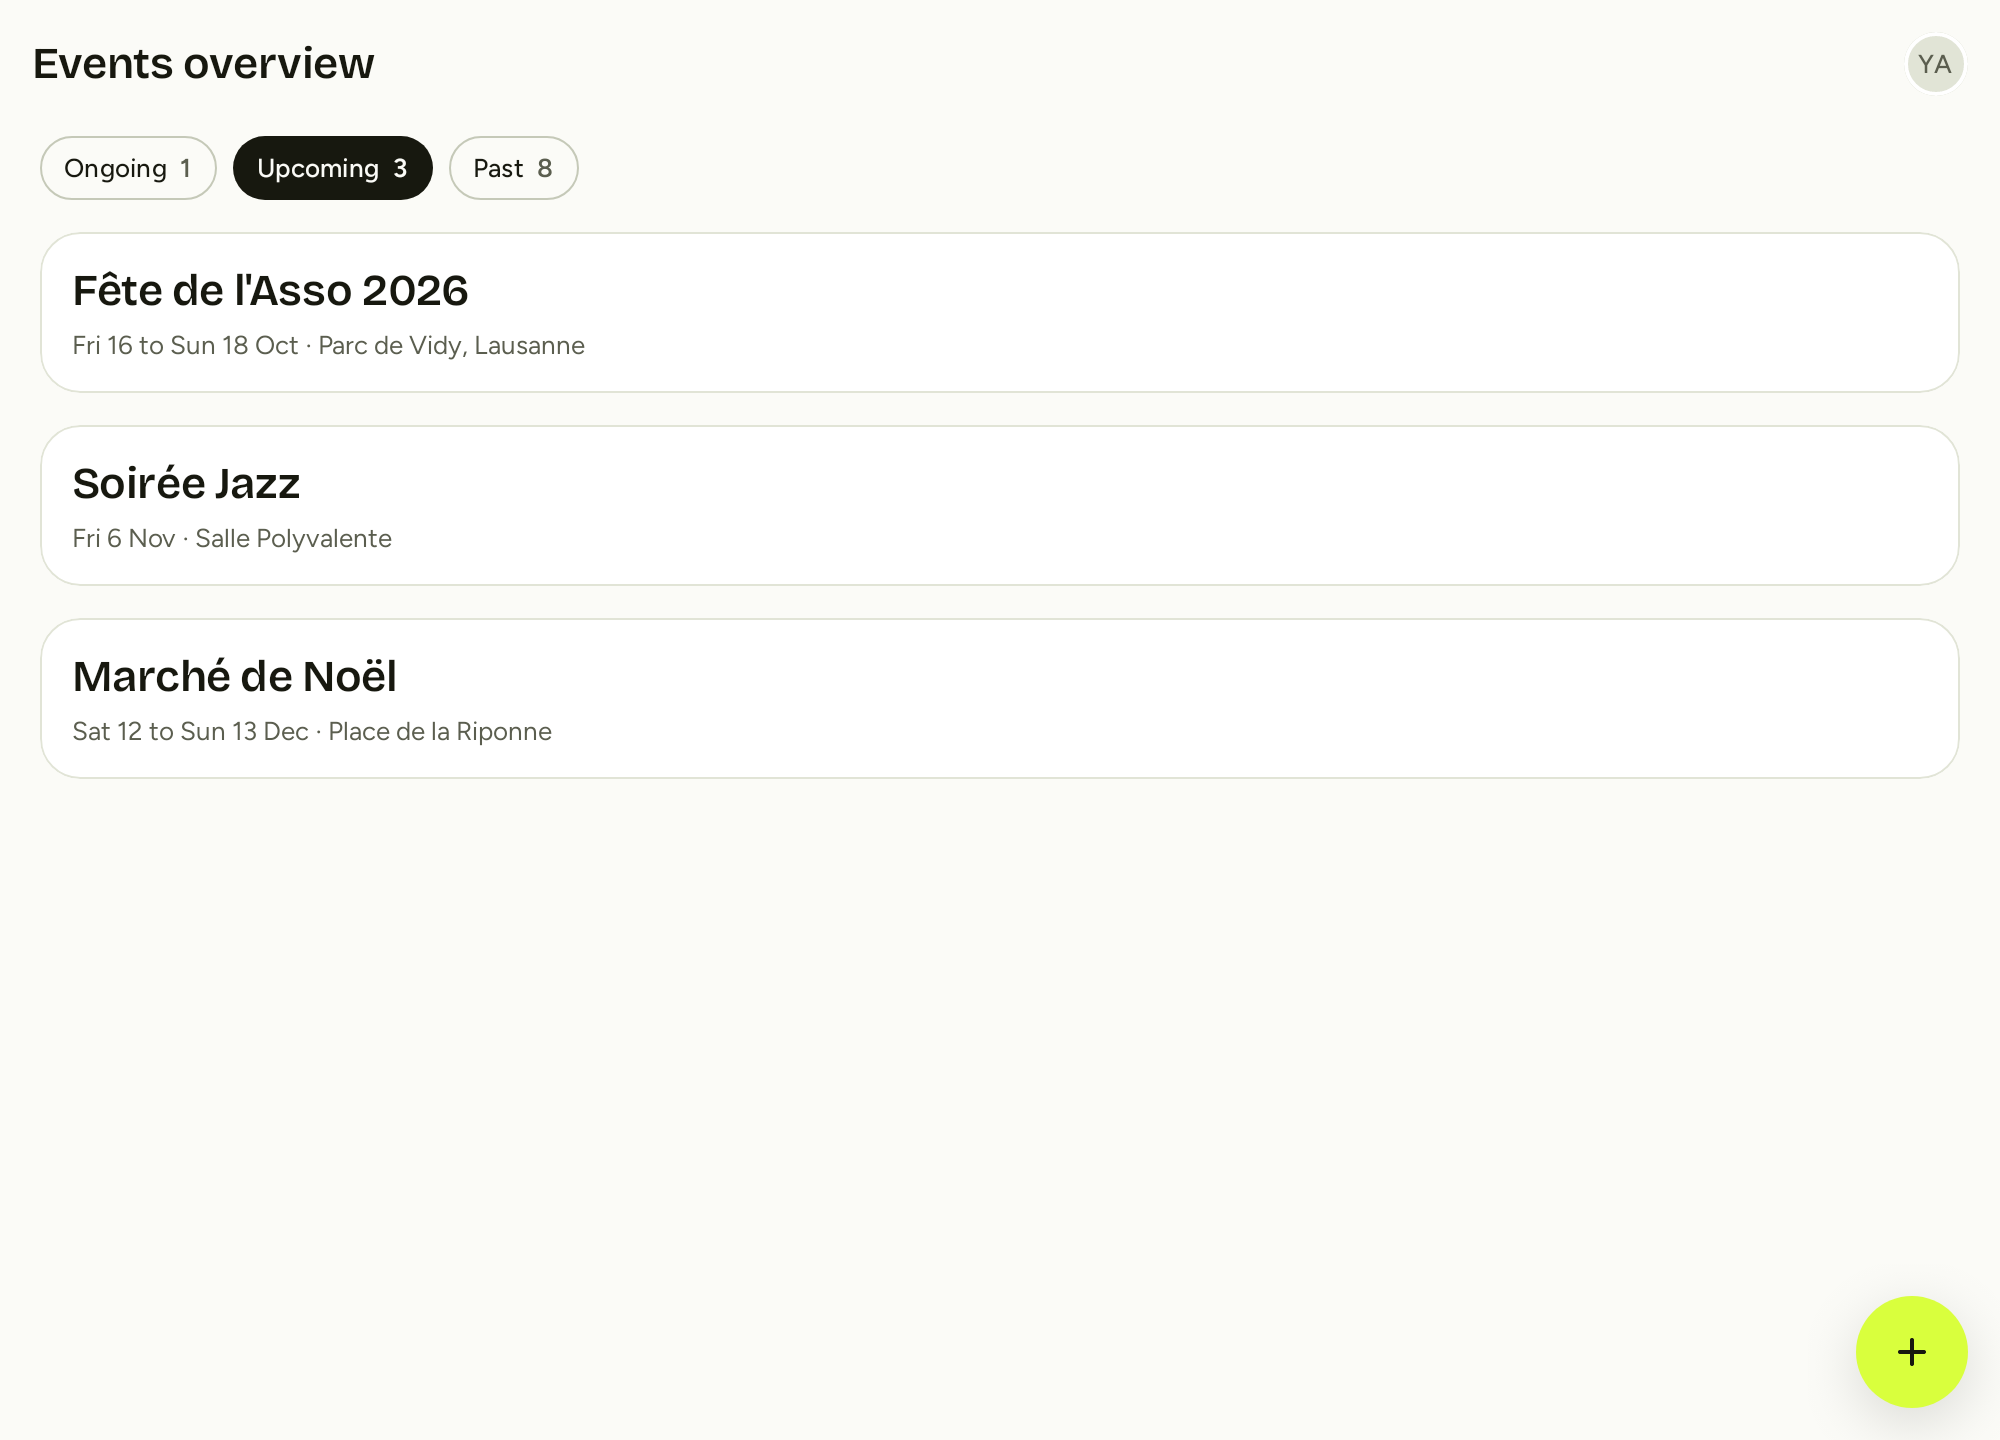 Events overview
YA
Ongoing 1
Upcoming 3
Past 8
Fête de l'Asso 2026
Fri 16 to Sun 18 Oct · Parc de Vidy, Lausanne
Soirée Jazz
Fri 6 Nov · Salle Polyvalente
Marché de Noël
Sat 12 to Sun 13 Dec · Place de la Riponne